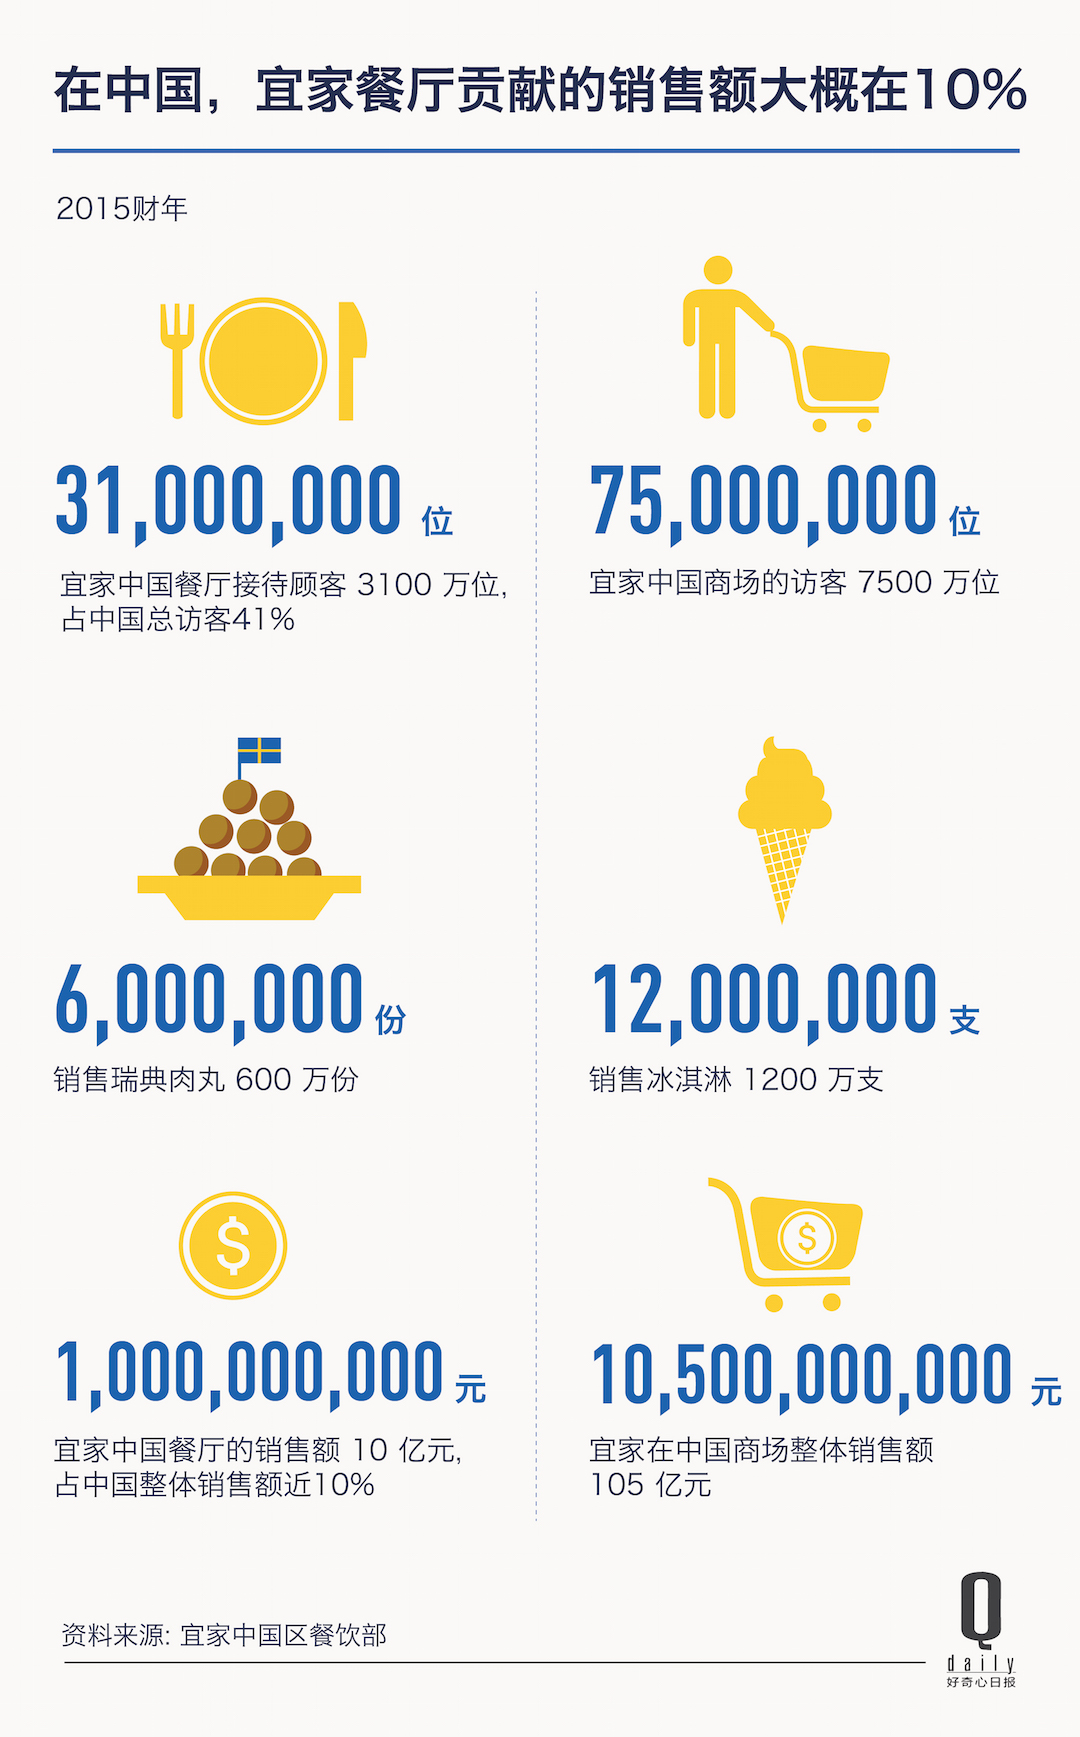 在中国，宜家餐厅贡献的销售额大概在10%
2015财年
31,000,000 位
宜家中国餐厅接待顾客 3100 万位,
占中国总访客41%
75,000,000 位
宜家中国商场的访客 7500 万位
6,000,000 份
销售瑞典肉丸 600 万份
12,000,000 支
销售冰淇淋 1200 万支
$
1,000,000,000 元
宜家中国餐厅的销售额 10 亿元,
占中国整体销售额近10%
$
10,500,000,000 元
宜家在中国商场整体销售额
105 亿元
资料来源: 宜家中国区餐饮部
Q
daily
好奇心日报